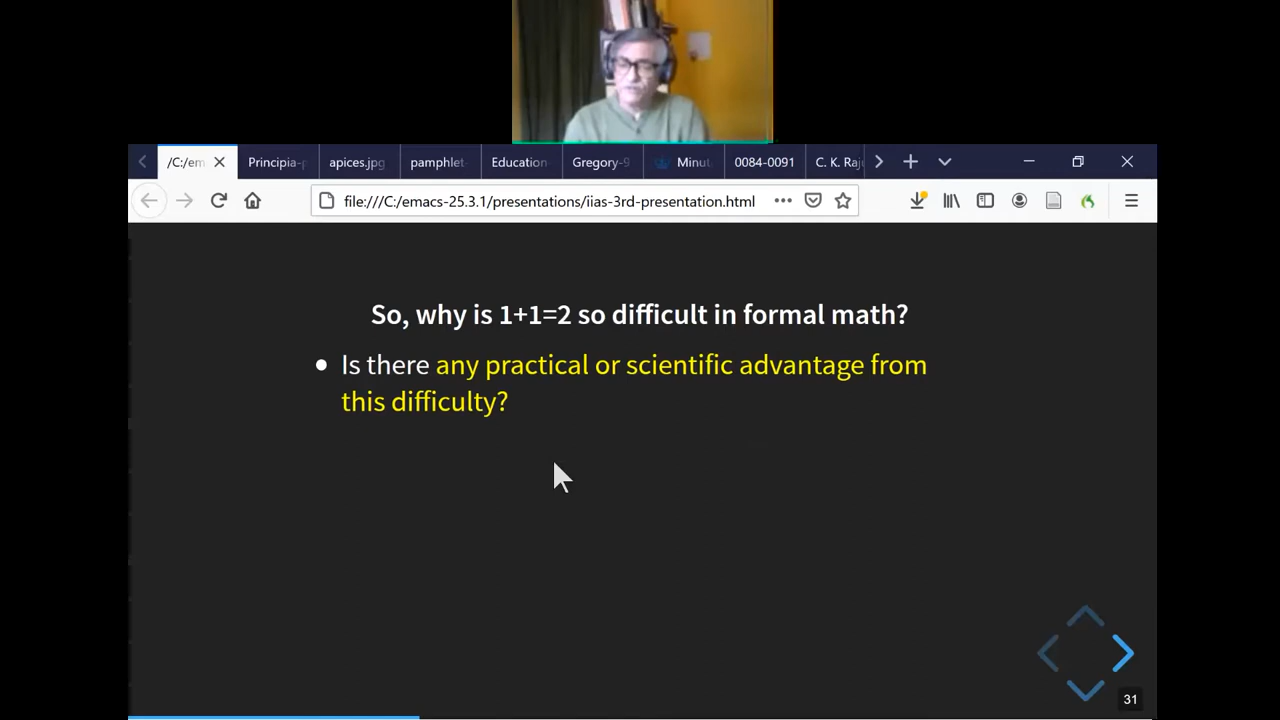 /C:/em
Principia-p
apices.jpg
pamphlet-
Education-
Gregory-9
Minut
0084-0091
C. K. Raju
file:///C:/emacs-25.3.1/presentations/iias-3rd-presentation.html
So, why is 1+1=2 so difficult in formal math?
Is there any practical or scientific advantage from
this difficulty?
31